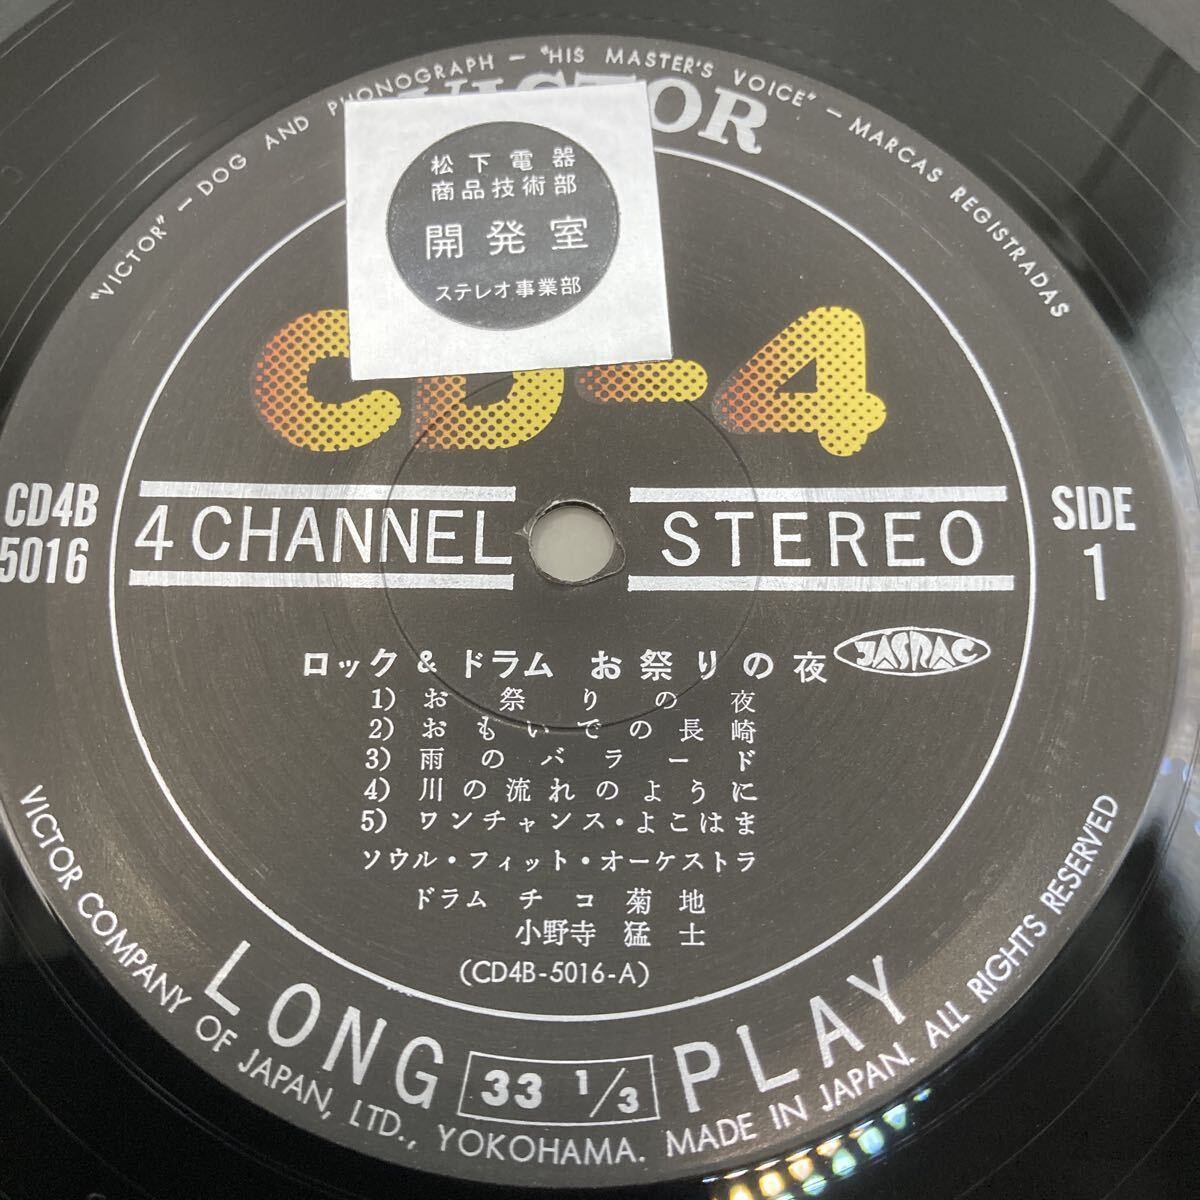 "VICTOR" – DOG AND PHONOGRAPH – "HIS MASTER'S VOICE" – MARCAS REGISTRADAS
VICTOR
松下電器
商品技術部
開発室
ステレオ事業部
CD-4
CD4B
5016
4 CHANNEL STEREO
SIDE
1
JASRAC
ロック & ドラム お祭りの夜
1) お祭りの夜
2) おもいでの長崎
3) 雨のバラード
4) 川の流れのように
5) ワンチャンス・よこはま
ソウル・フィット・オーケストラ
ドラム チコ菊地
小野寺 猛士
(CD4B-5016-A)
LONG 33 1/3 PLAY
VICTOR COMPANY OF JAPAN, LTD., YOKOHAMA. MADE IN JAPAN. ALL RIGHTS RESERVED